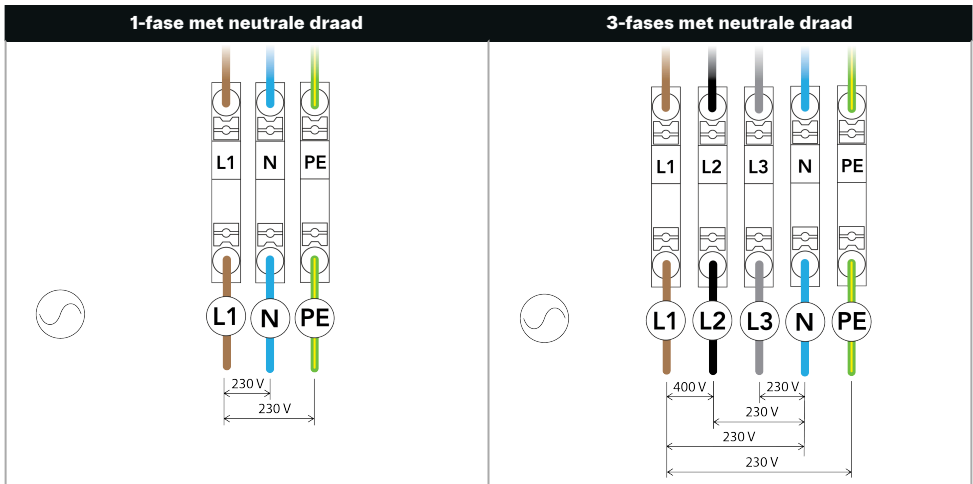 1-fase met neutrale draad
L1 N PE
L1 N PE
230 V
230 V
3-fases met neutrale draad
L1 L2 L3 N PE
L1 L2 L3 N PE
400 V 230 V
230 V
230 V
230 V